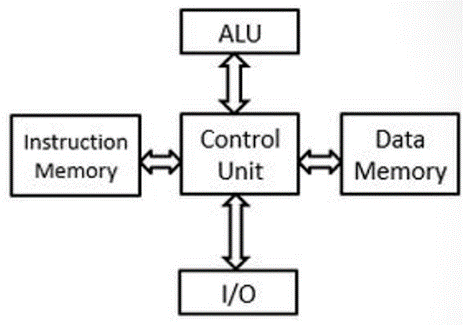 ALU
Instruction
Memory
Control
Unit
Data
Memory
I/O